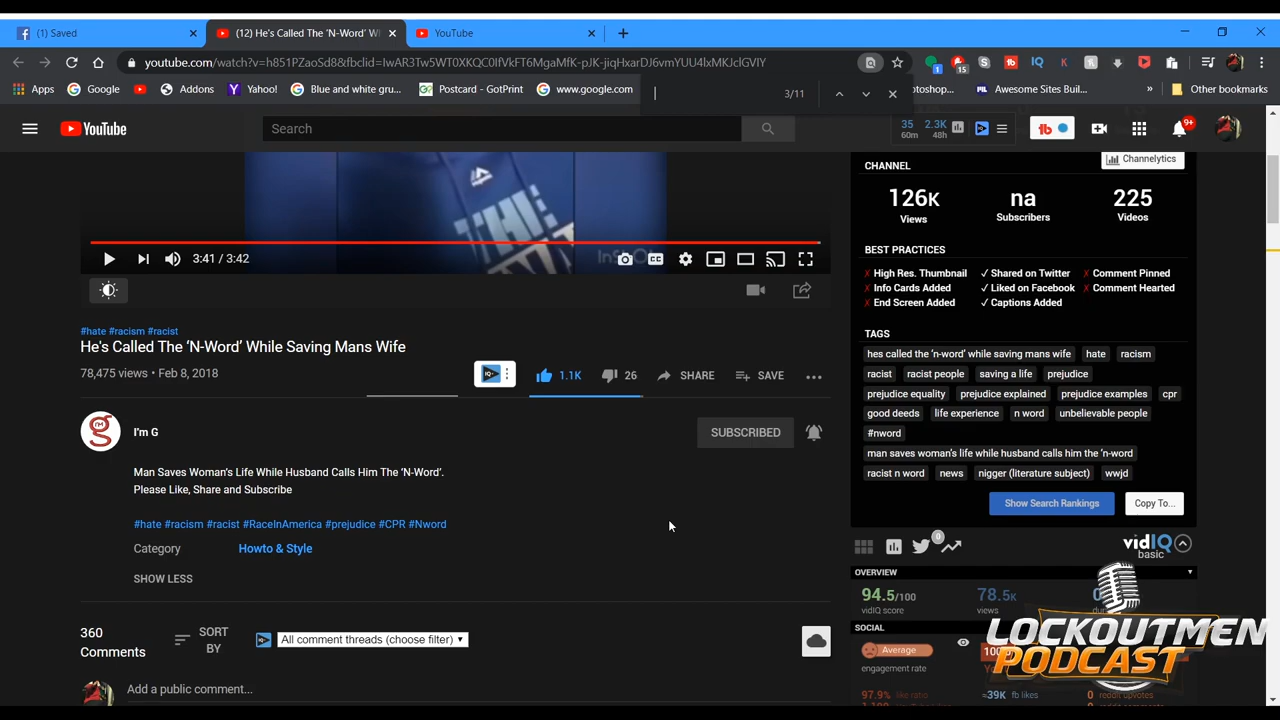 (1) Saved
(12) He's Called The 'N-Word' W
YouTube
youtube.com/watch?v=h851PZaoSd8&fbclid=IwAR3Tw5WT0XKQC0IfVkFT6MgaMfK-pJK-jiqHxarDJ6vmYUU4lxMKJclGVIY
1
15
IQ
K
Apps
Google
Addons
Yahoo!
Blue and white gru...
Postcard - GotPrint
www.google.com
3/11
otoshop...
Awesome Sites Buil...
»
Other bookmarks
YouTube
Search
35
60m
2.3K
48h
9+
CHANNEL
Channelytics
126K
Views
na
Subscribers
225
Videos
BEST PRACTICES
✗ High Res. Thumbnail
✓ Shared on Twitter
✗ Comment Pinned
✗ Info Cards Added
✓ Liked on Facebook
✗ Comment Hearted
✗ End Screen Added
✓ Captions Added
3:41 / 3:42
CC
InShOt
#hate #racism #racist
He's Called The 'N-Word' While Saving Mans Wife
78,475 views • Feb 8, 2018
1.1K
26
SHARE
SAVE
...
TAGS
hes called the 'n-word' while saving mans wife
hate
racism
racist
racist people
saving a life
prejudice
prejudice equality
prejudice explained
prejudice examples
cpr
good deeds
life experience
n word
unbelievable people
#nword
man saves woman's life while husband calls him the 'n-word
racist n word
news
nigger (literature subject)
wwjd
Show Search Rankings
Copy To...
I'm G
SUBSCRIBED
Man Saves Woman's Life While Husband Calls Him The 'N-Word'.
Please Like, Share and Subscribe
#hate #racism #racist #RaceInAmerica #prejudice #CPR #Nword
Category
Howto & Style
SHOW LESS
0
vidIQ
basic
OVERVIEW
94.5/100
vidIQ score
78.5K
views
SOCIAL
Average
engagement rate
97.9% like ratio
≈39K fb likes
0 reddit upvotes
360
Comments
SORT
BY
All comment threads (choose filter)
Add a public comment...
LOCKOUTMEN
PODCAST